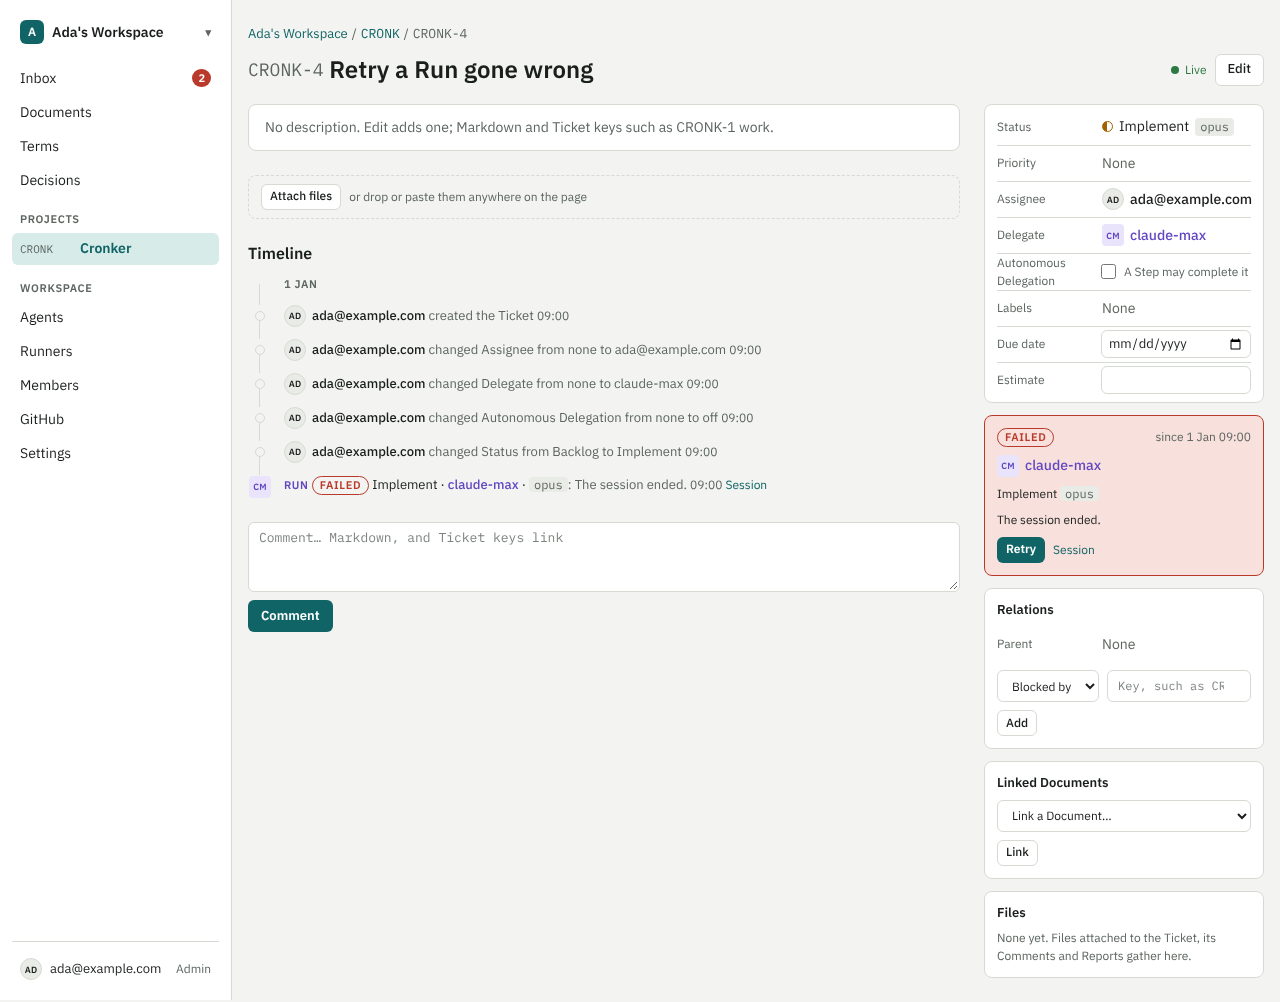 A Ada's Workspace ▾
Inbox 2
Documents
Terms
Decisions
PROJECTS
CRONK Cronker
WORKSPACE
Agents
Runners
Members
GitHub
Settings
AD ada@example.com Admin
Ada's Workspace / CRONK / CRONK-4
CRONK-4 Retry a Run gone wrong
Live Edit
No description. Edit adds one; Markdown and Ticket keys such as CRONK-1 work.
Attach files or drop or paste them anywhere on the page
Timeline
1 JAN
AD ada@example.com created the Ticket 09:00
AD ada@example.com changed Assignee from none to ada@example.com 09:00
AD ada@example.com changed Delegate from none to claude-max 09:00
AD ada@example.com changed Autonomous Delegation from none to off 09:00
AD ada@example.com changed Status from Backlog to Implement 09:00
CM RUN FAILED Implement · claude-max · opus : The session ended. 09:00 Session
Comment… Markdown, and Ticket keys link
Comment
Status Implement opus
Priority None
Assignee AD ada@example.com
Delegate CM claude-max
Autonomous
Delegation A Step may complete it
Labels None
Due date mm/dd/yyyy
Estimate
FAILED since 1 Jan 09:00
CM claude-max
Implement opus
The session ended.
Retry Session
Relations
Parent None
Blocked by Key, such as CR
Add
Linked Documents
Link a Document…
Link
Files
None yet. Files attached to the Ticket, its
Comments and Reports gather here.